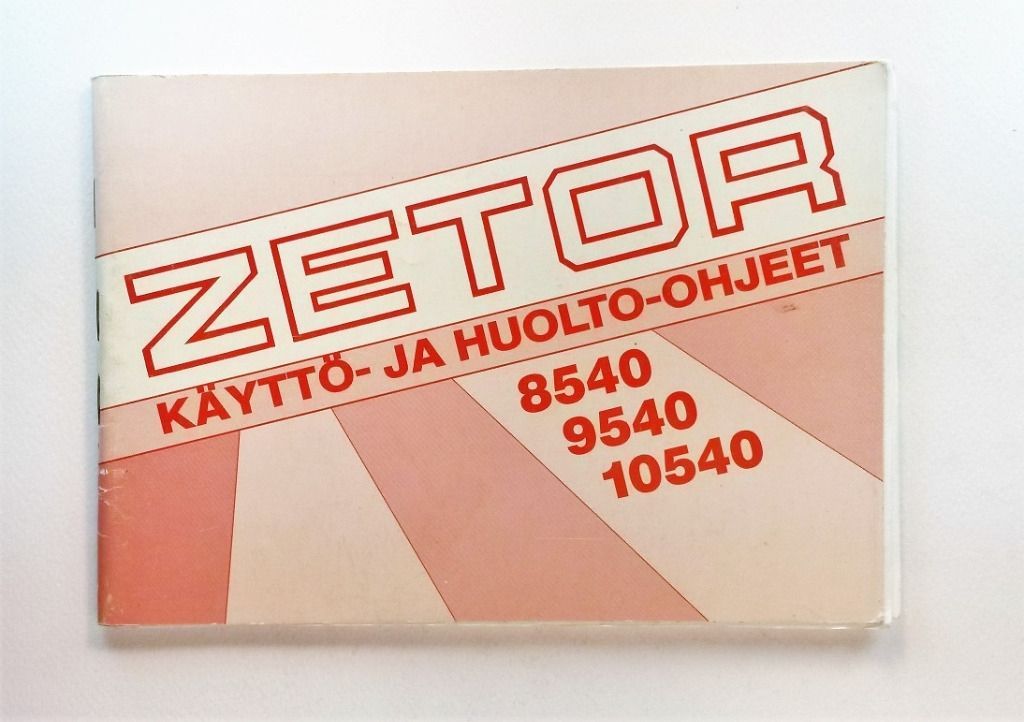 ZETOR
KÄYTTÖ- JA HUOLTO-OHJEET
8540
9540
10540